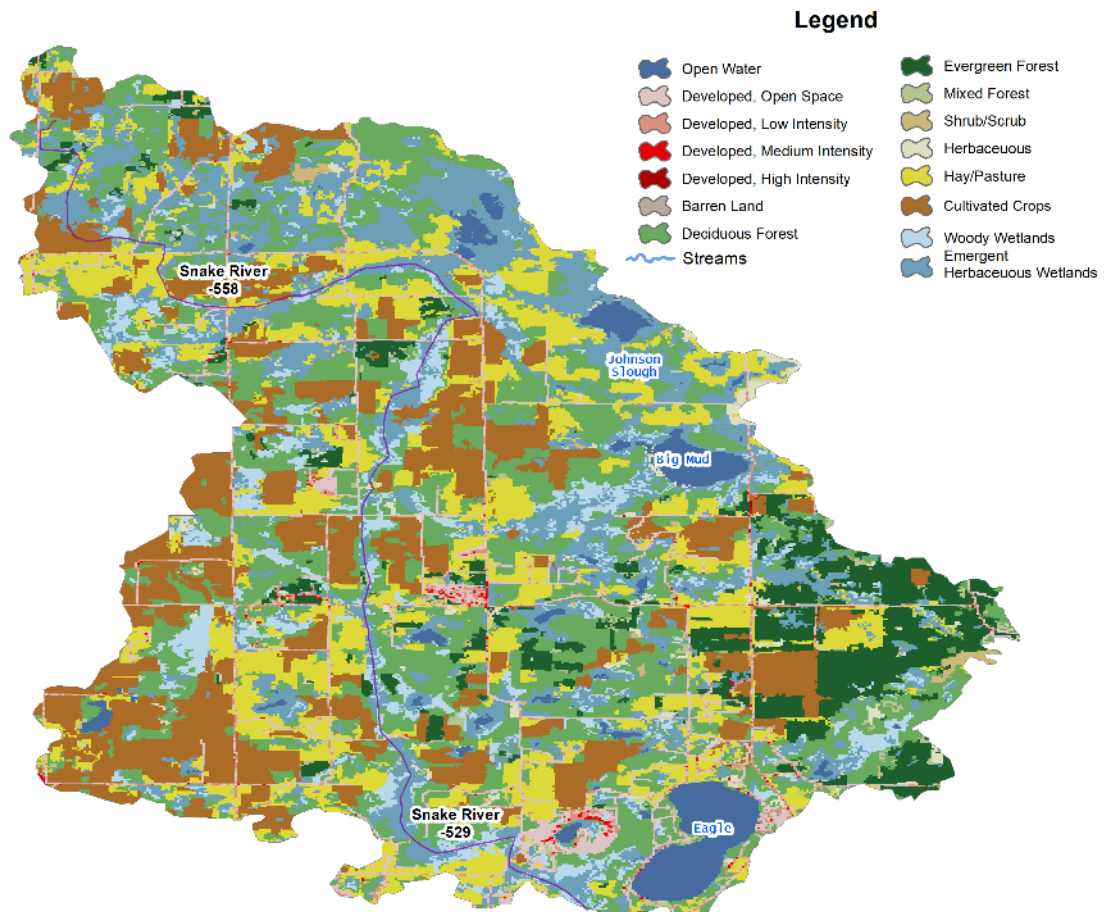 Legend
Open Water
Developed, Open Space
Developed, Low Intensity
Developed, Medium Intensity
Developed, High Intensity
Barren Land
Deciduous Forest
Streams
Evergreen Forest
Mixed Forest
Shrub/Scrub
Herbaceuous
Hay/Pasture
Cultivated Crops
Woody Wetlands
Emergent
Herbaceuous Wetlands
Snake River
-558
Johnson
Slough
Big Mud
Snake River
-529
Eagle